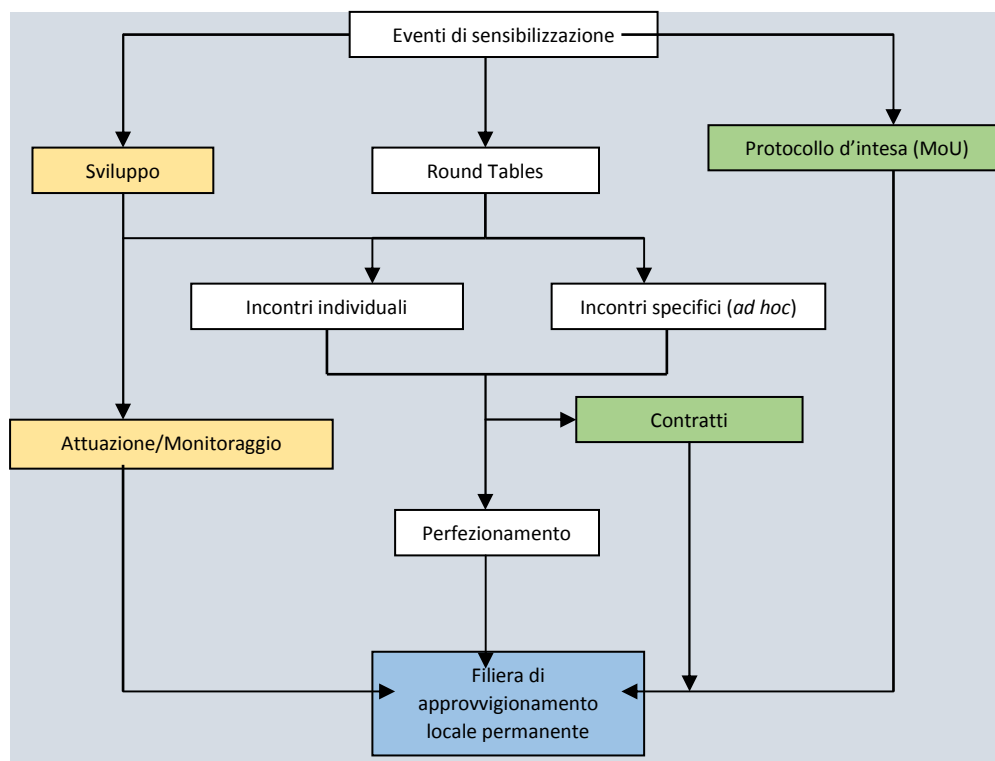 Eventi di sensibilizzazione
Protocollo d’intesa (MoU)
Sviluppo
Round Tables
Incontri individuali
Incontri specifici (ad hoc)
Contratti
Attuazione/Monitoraggio
Perfezionamento
Filiera di
approvvigionamento
locale permanente